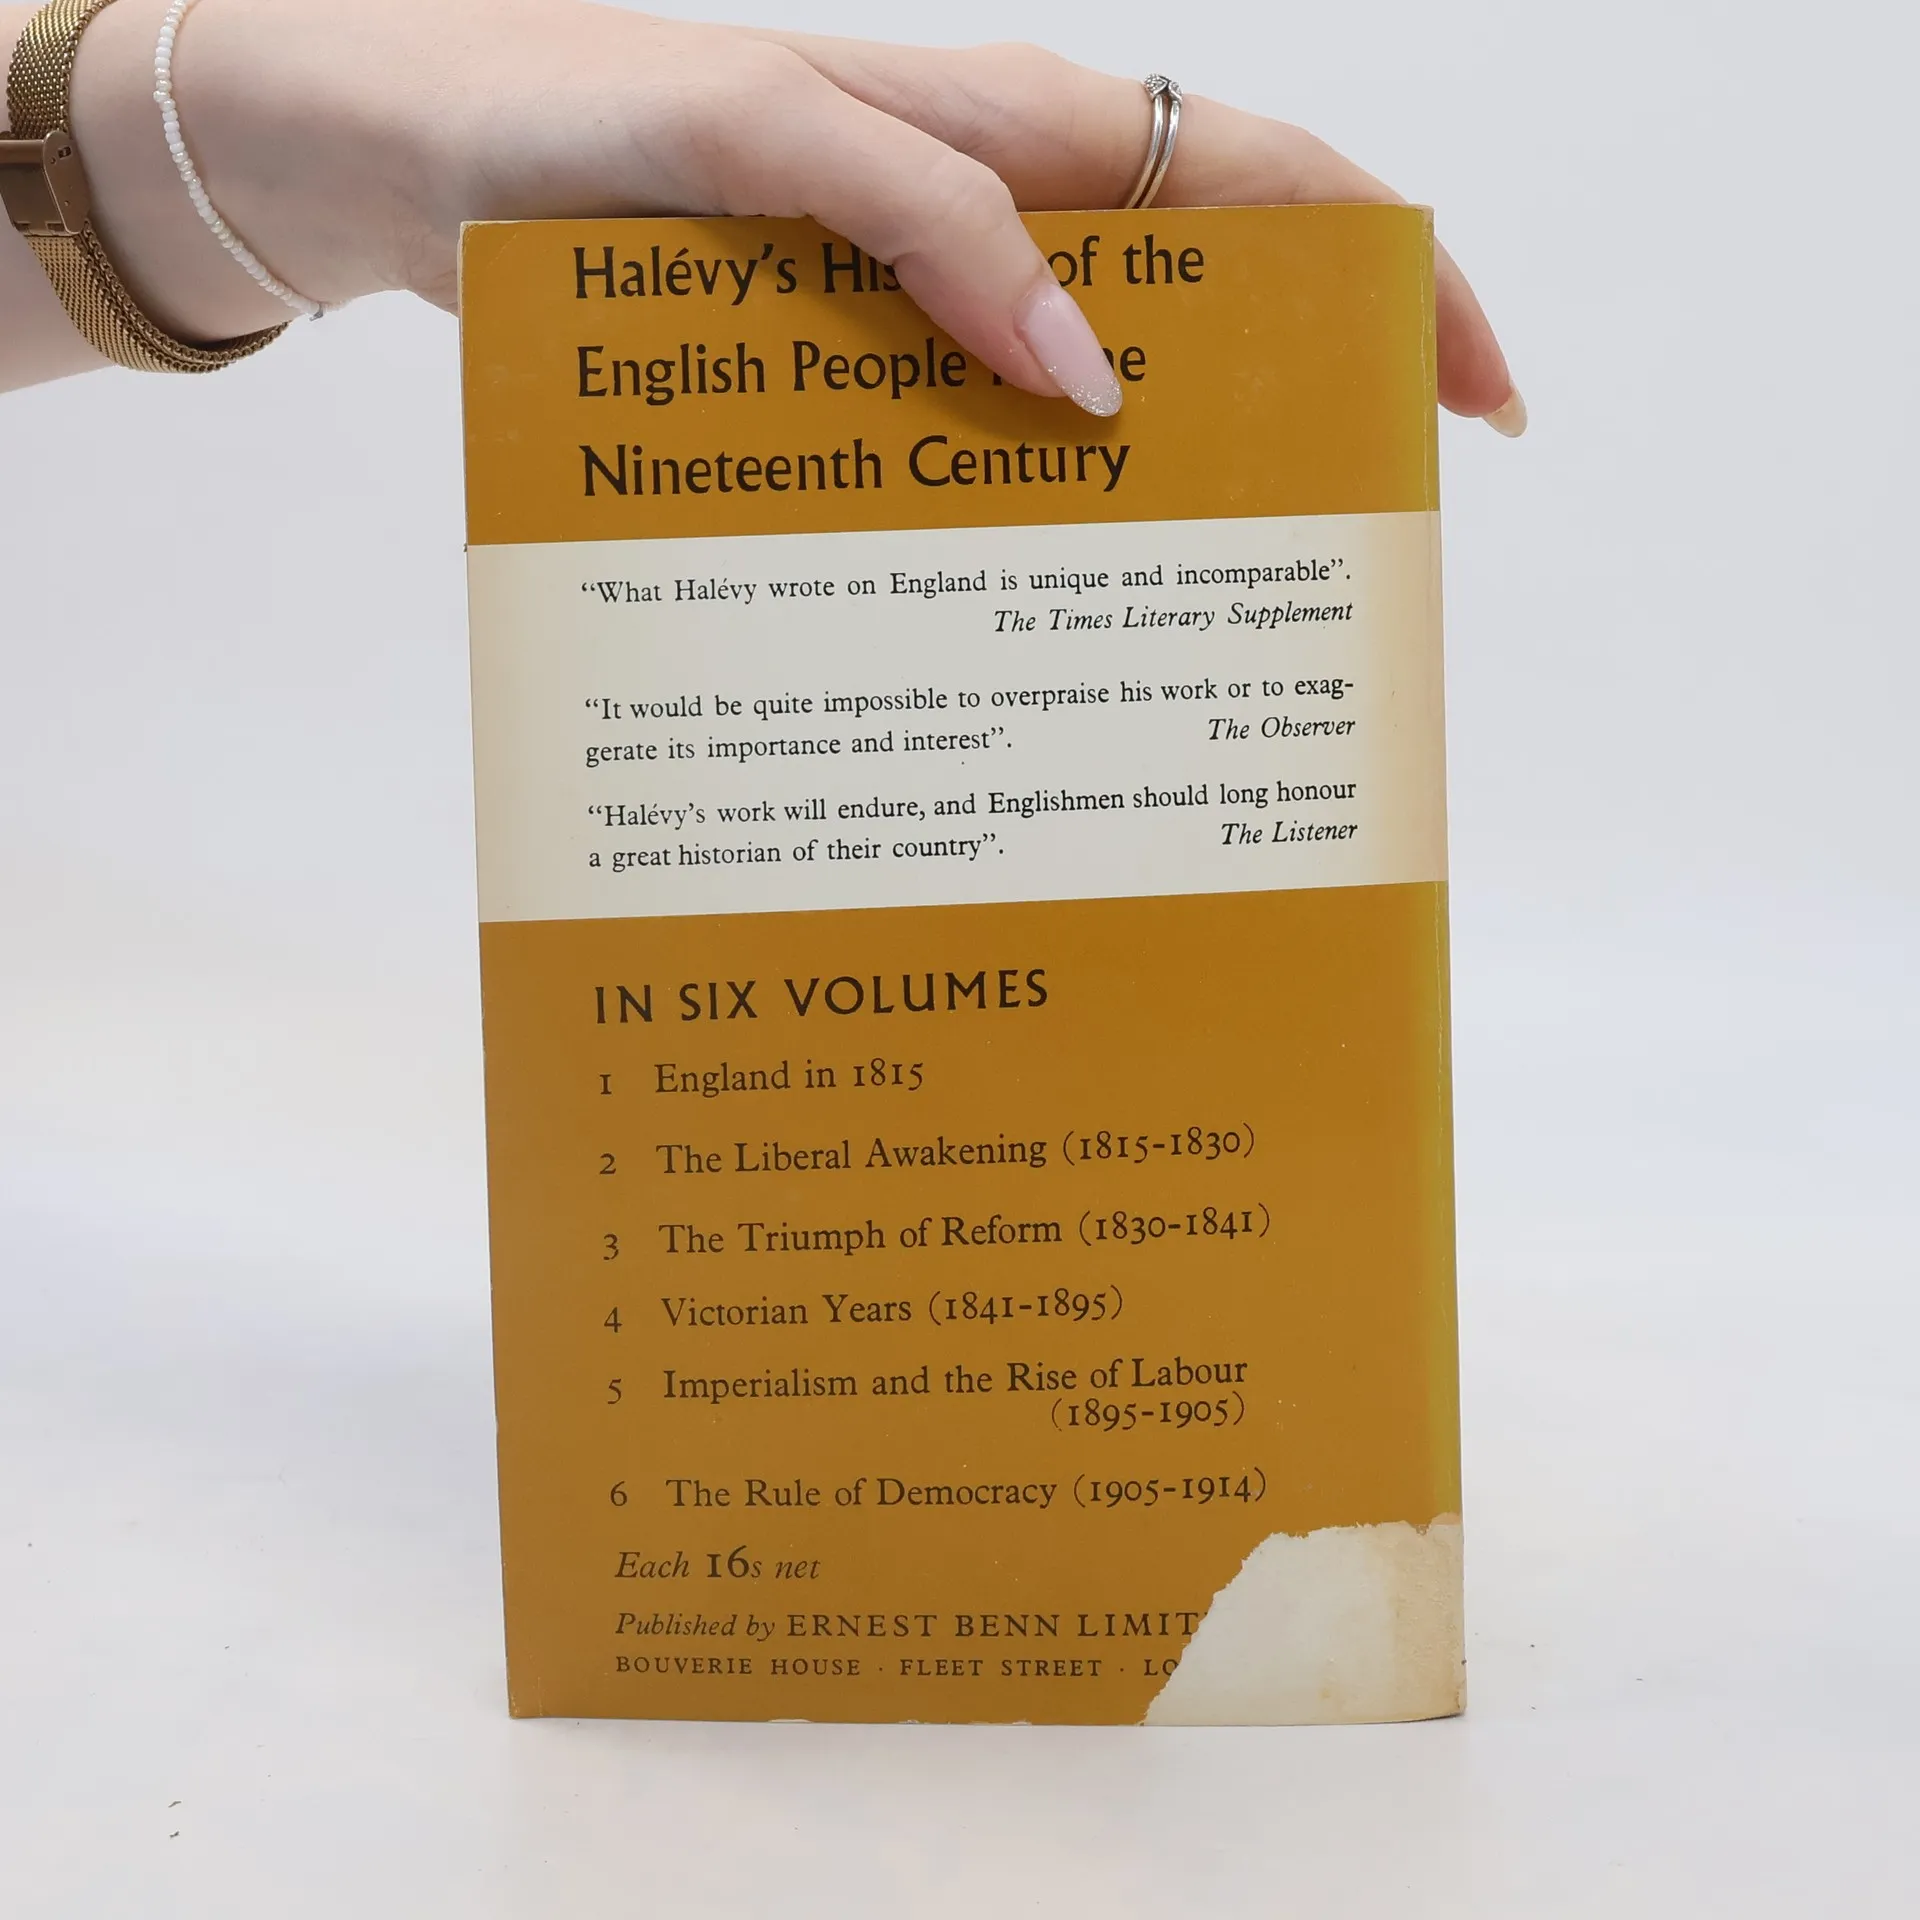 Halévy's His of the
English People
Nineteenth Century
“What Halévy wrote on England is unique and incomparable”.
The Times Literary Supplement
“It would be quite impossible to overpraise his work or to exag-
gerate its importance and interest”. The Observer
“Halévy's work will endure, and Englishmen should long honour
a great historian of their country”. The Listener
IN SIX VOLUMES
1 England in 1815
2 The Liberal Awakening (1815-1830)
3 The Triumph of Reform (1830-1841)
4 Victorian Years (1841-1895)
5 Imperialism and the Rise of Labour
(1895-1905)
6 The Rule of Democracy (1905-1914)
Each 16s net
Published by ERNEST BENN LIMIT
BOUVERIE HOUSE · FLEET STREET · LO